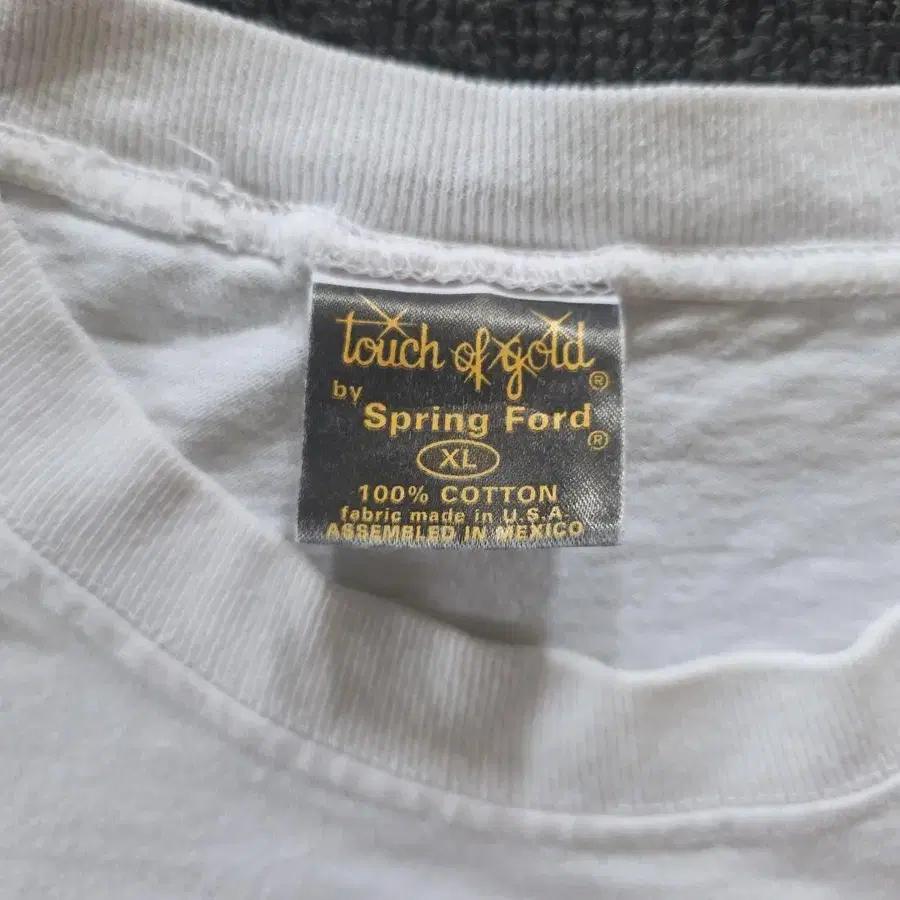 touch of gold®
by
Spring Ford®
XL
100% COTTON
fabric made in U.S.A.
ASSEMBLED IN MEXICO